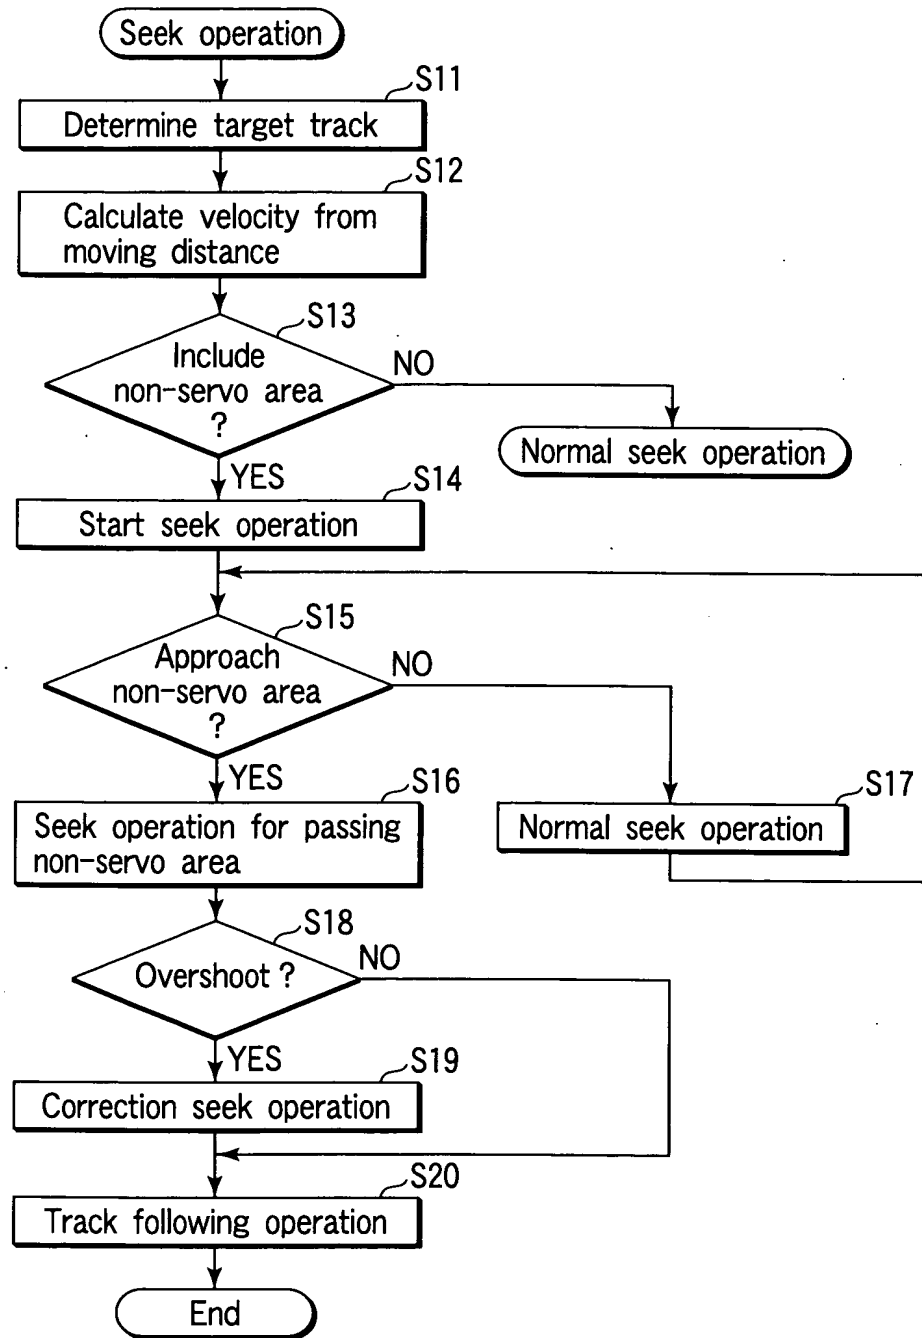 Seek operation
S11
Determine target track
S12
Calculate velocity from
moving distance
S13
Include
non-servo area
?
NO
Normal seek operation
YES
S14
Start seek operation
S15
Approach
non-servo area
?
NO
YES
S16
Seek operation for passing
non-servo area
S17
Normal seek operation
S18
Overshoot ?
NO
YES
S19
Correction seek operation
S20
Track following operation
End